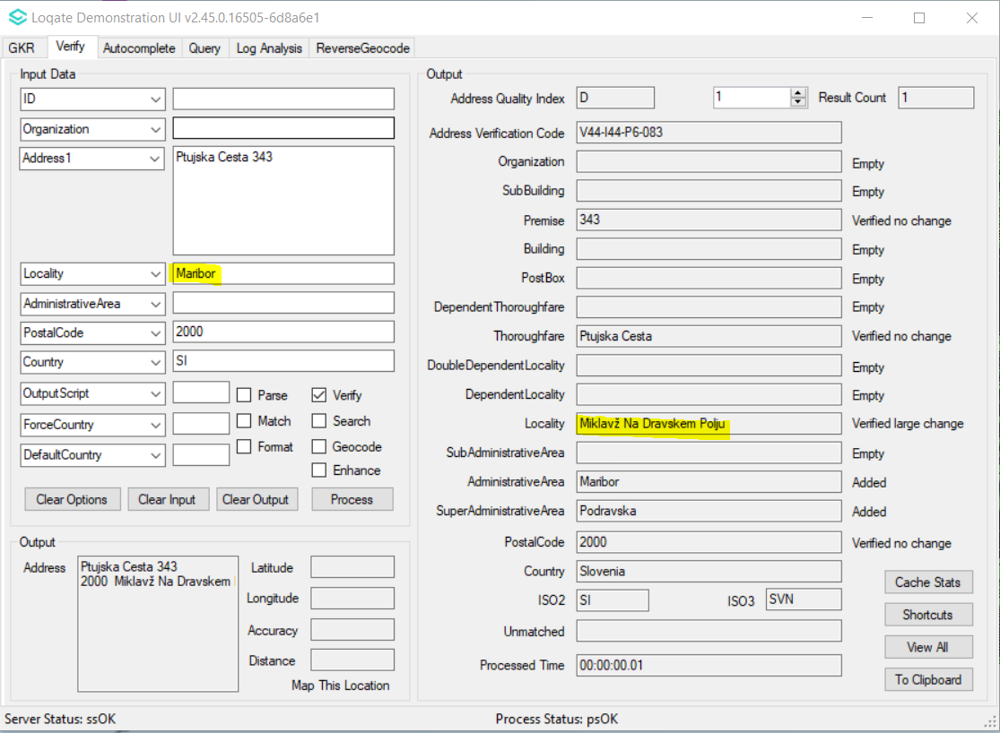 Loqate Demonstration UI v2.45.0.16505-6d8a6e1
GKR Verify Autocomplete Query Log Analysis ReverseGeocode
Input Data
ID
Organization
Address1 Ptujska Cesta 343
Locality Maribor
AdministrativeArea
PostalCode 2000
Country SI
OutputScript Parse Verify
ForceCountry Match Search
DefaultCountry Format Geocode
Enhance
Clear Options Clear Input Clear Output Process
Output
Address Ptujska Cesta 343
2000 Miklavž Na Dravskem
Latitude
Longitude
Accuracy
Distance
Map This Location
Output
Address Quality Index D 1 Result Count 1
Address Verification Code V44-I44-P6-083
Organization Empty
SubBuilding Empty
Premise 343 Verified no change
Building Empty
PostBox Empty
DependentThoroughfare Empty
Thoroughfare Ptujska Cesta Verified no change
DoubleDependentLocality Empty
DependentLocality Empty
Locality Miklavž Na Dravskem Polju Verified large change
SubAdministrativeArea Empty
AdministrativeArea Maribor Added
SuperAdministrativeArea Podravska Added
PostalCode 2000 Verified no change
Country Slovenia
ISO2 SI ISO3 SVN
Unmatched
Processed Time 00:00:00.01
Cache Stats
Shortcuts
View All
To Clipboard
Server Status: ssOK Process Status: psOK